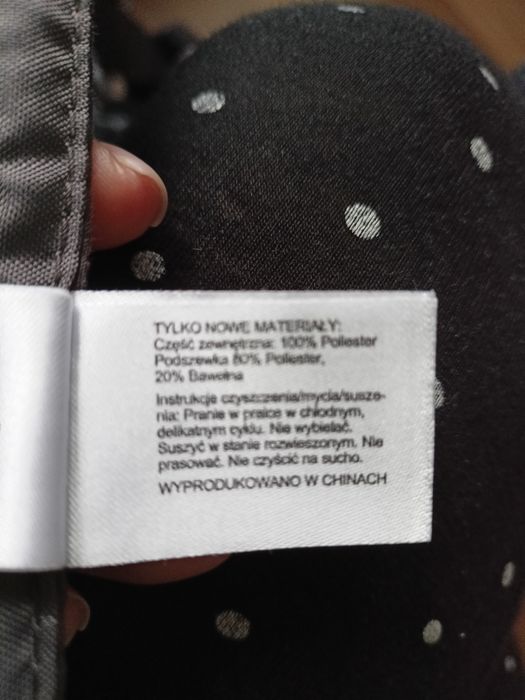 TYLKO NOWE MATERIAŁY:
Część zewnętrzna: 100% Poliester
Podszewka 80% Poliester,
20% Bawełna
Instrukcje czyszczenia/mycia/susze-
nia: Pranie w pralce w chłodnym,
delikatnym cyklu. Nie wybielać.
Suszyć w stanie rozwieszonym. Nie
prasować. Nie czyścić na sucho.
WYPRODUKOWANO W CHINACH